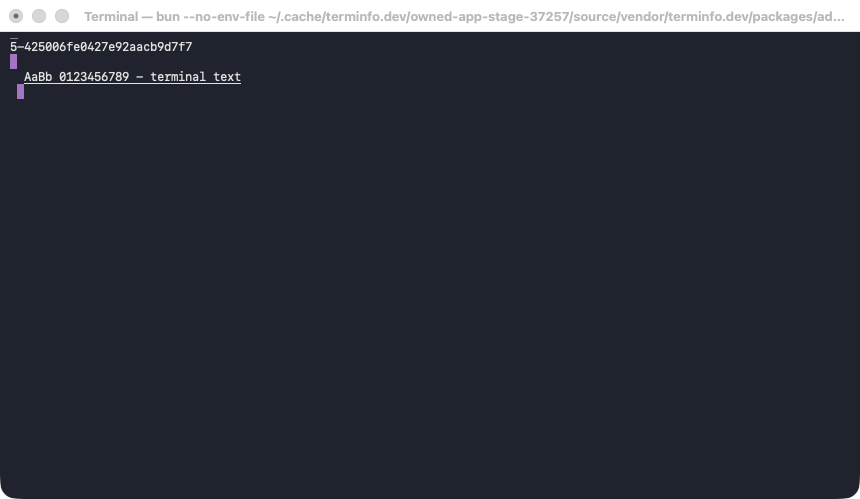 Terminal — bun --no-env-file ~/.cache/terminfo.dev/owned-app-stage-37257/source/vendor/terminfo.dev/packages/ad…
5-425006fe0427e92aacb9d7f7
AaBb 0123456789 — terminal text